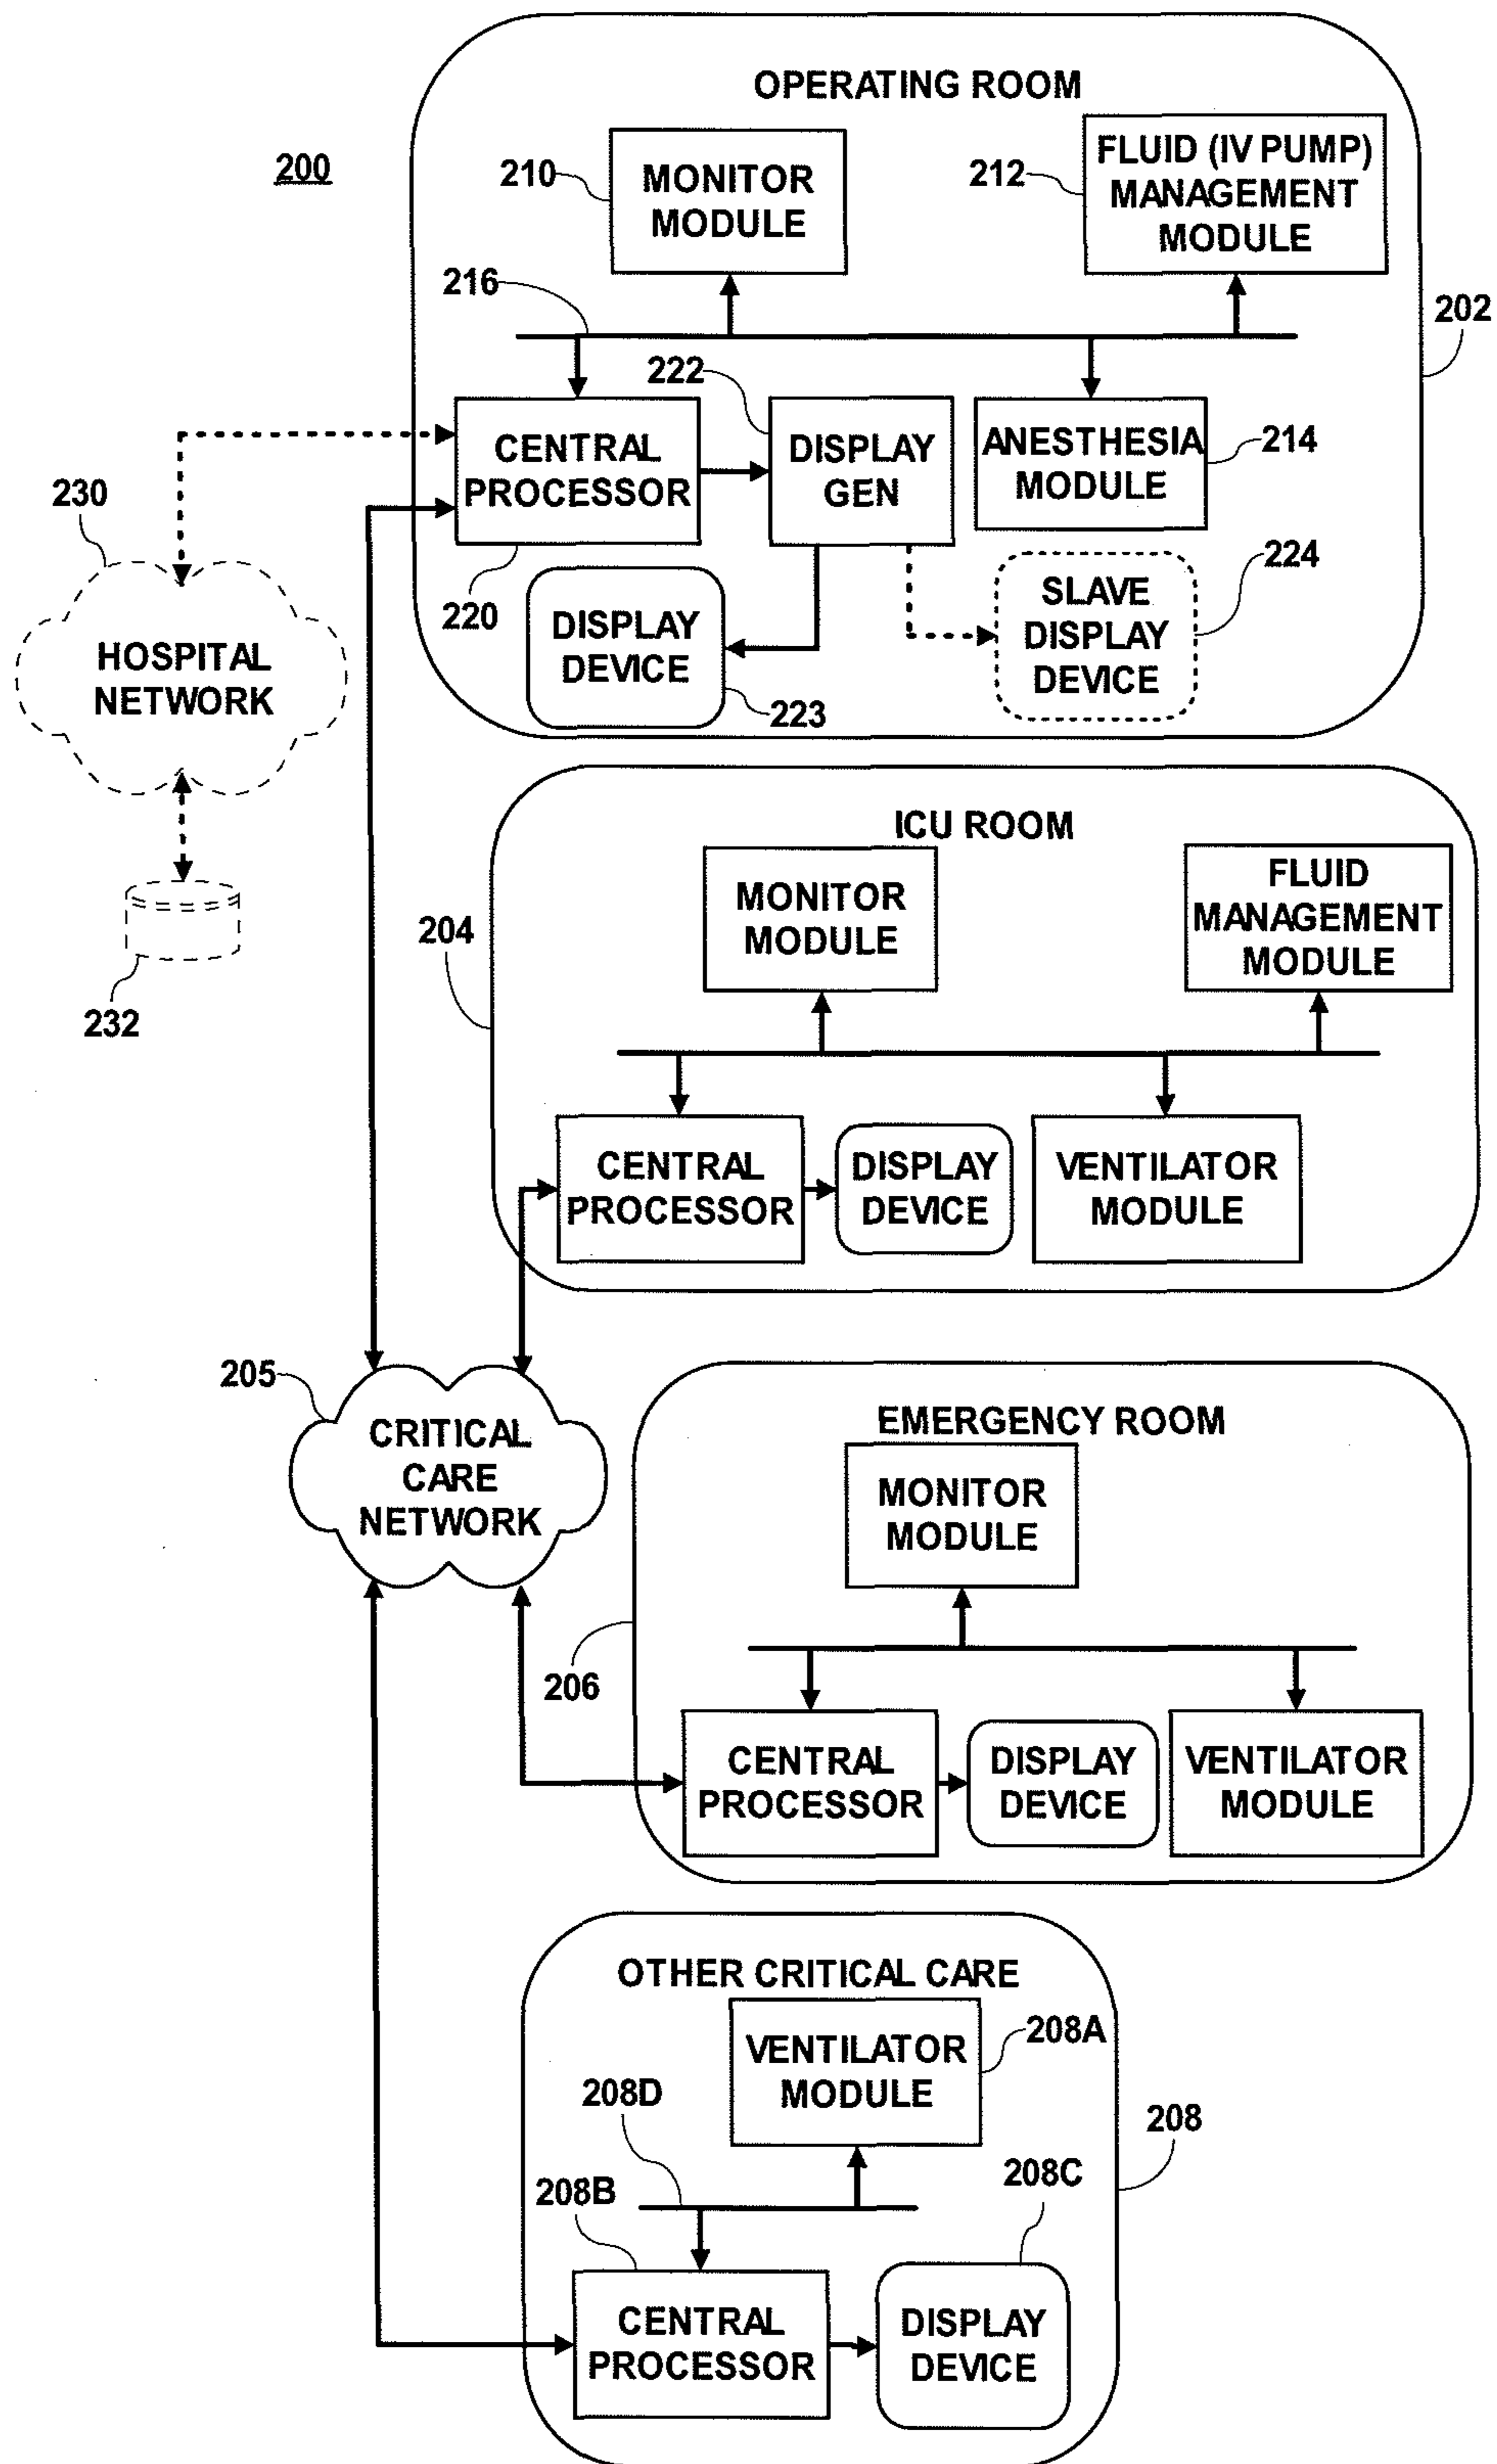 OPERATING ROOM
200
210
MONITOR
MODULE
212
FLUID (IV PUMP)
MANAGEMENT
MODULE
216
202
222
CENTRAL
PROCESSOR
DISPLAY
GEN
ANESTHESIA
MODULE
214
230
220
224
HOSPITAL
NETWORK
DISPLAY
DEVICE
223
SLAVE
DISPLAY
DEVICE
232
ICU ROOM
204
MONITOR
MODULE
FLUID
MANAGEMENT
MODULE
CENTRAL
PROCESSOR
DISPLAY
DEVICE
VENTILATOR
MODULE
205
CRITICAL
CARE
NETWORK
EMERGENCY ROOM
MONITOR
MODULE
206
CENTRAL
PROCESSOR
DISPLAY
DEVICE
VENTILATOR
MODULE
OTHER CRITICAL CARE
VENTILATOR
MODULE
208A
208D
208
208B
208C
CENTRAL
PROCESSOR
DISPLAY
DEVICE